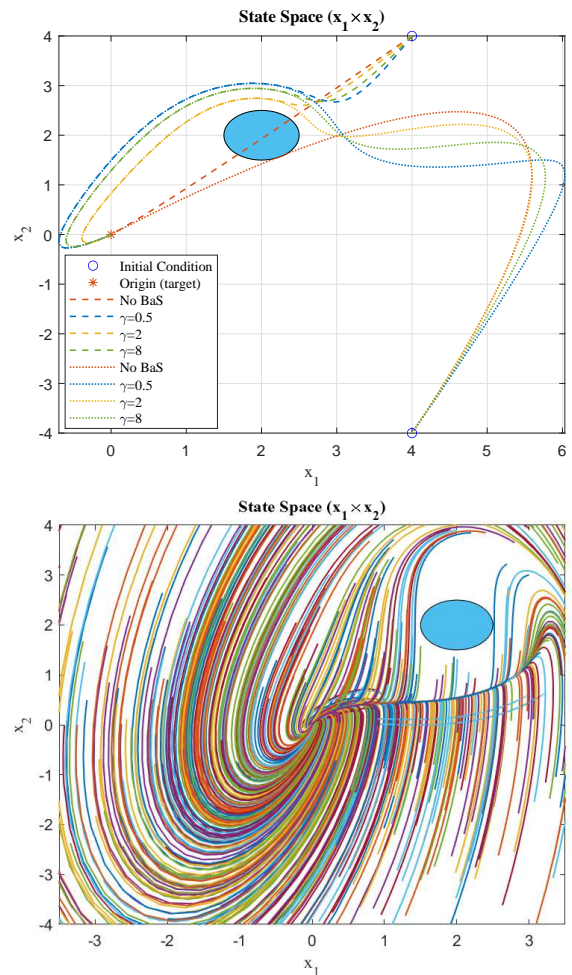 State Space (x₁×x₂)
4
3
2
1
0
-1
-2
-3
-4
x₂
Initial Condition
Origin (target)
No BaS
γ=0.5
γ=2
γ=8
No BaS
γ=0.5
γ=2
γ=8
0 1 2 3 4 5 6
x₁
State Space (x₁×x₂)
4
3
2
1
0
-1
-2
-3
-4
x₂
-3 -2 -1 0 1 2 3
x₁